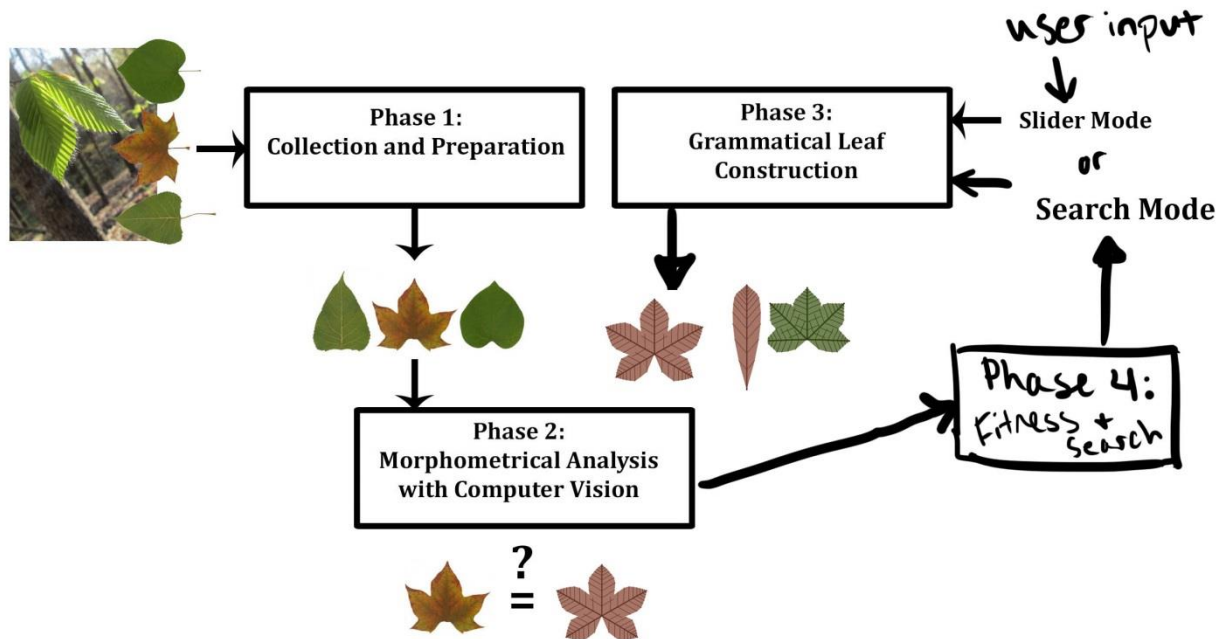 user input
Phase 1:
Collection and Preparation
Phase 3:
Grammatical Leaf
Construction
Slider Mode
or
Search Mode
Phase 4:
Fitness +
Search
Phase 2:
Morphometrical Analysis
with Computer Vision
?
=